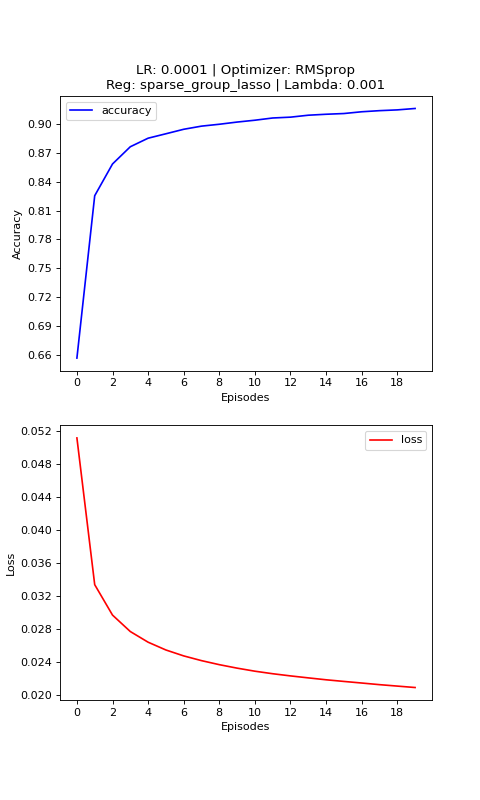 LR: 0.0001 | Optimizer: RMSprop
Reg: sparse_group_lasso | Lambda: 0.001
accuracy
0.90
0.87
0.84
0.81
0.78
0.75
0.72
0.69
0.66
Accuracy
0 2 4 6 8 10 12 14 16 18
Episodes
loss
0.052
0.048
0.044
0.040
0.036
0.032
0.028
0.024
0.020
Loss
0 2 4 6 8 10 12 14 16 18
Episodes